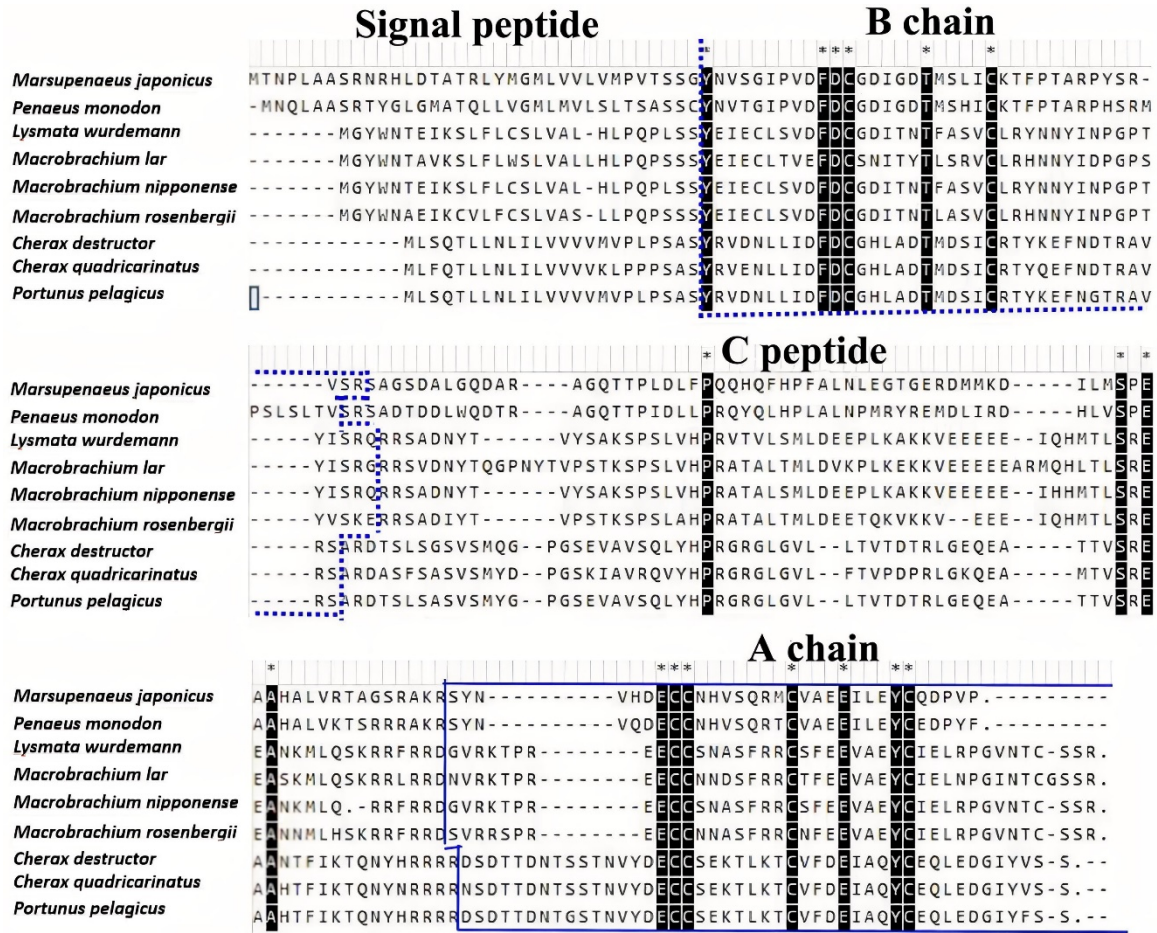 Signal peptide B chain
* * * * * *
Marsupenaeus japonicus MTNPLAASRNRHLDTATRLYMGMLVVLVMPVTSSGYNVSGIPVDFDCGDIGDTMSLICKTFPTARPYSR-
Penaeus monodon -MNQLAASRTYGLGMATQLLVGMLMVLSLTSASSCYNVTGIPVDFDCGDIGDTMSHICKTFPTARPHSRM
Lysmata wurdemann -------MGYWNTEIKSLFLCSLVAL-HLPQPLSSYEIECLSVDFDCGDITNTFASVCLRYNNYINPGPT
Macrobrachium lar -------MGYWNTAVKSLFLWSLVALLHLPQPSSSYEIECLTVEFDCSNITYTLSRVCLRHNNYIDPGPS
Macrobrachium nipponense -------MGYWNTEIKSLFLCSLVAL-HLPQPLSSYEIECLSVDFDCGDITNTFASVCLRYNNYINPGPT
Macrobrachium rosenbergii -------MGYWNAEIKCVLFCSLVAS-LLPQPSSSYEIECLSVDFDCGDITNTLASVCLRHNNYINPGPT
Cherax destructor ------------MLSQTLLNLILVVVVMVPLPSASYRVDNLLIDFDCGHLADTMDSICRTYKEFNDTRAV
Cherax quadricarinatus ------------MLFQTLLNLILVVVVKLPPPSASYRVENLLIDFDCGHLADTMDSICRTYQEFNDTRAV
Portunus pelagicus -----------MLSQTLLNLILVVVVMVPLPSASYRVDNLLIDFDCGHLADTMDSICRTYKEFNGTRAV
C peptide
* * *
Marsupenaeus japonicus ------VSRSAGSDALGQDAR----AGQTTPLDLFPQQHQFHPFALNLEGTGERDMMKD-----ILMSPE
Penaeus monodon PSLSLTVSRSADTDDLWQDTR----AGQTTPIDLLPRQYQLHPLALNPMRYREMDLIRD-----HLVSPE
Lysmata wurdemann -----YISRQRRSADNYT------VYSAKSPSLVHPRVTVLSMLDEEPLKAKKVEEEEE--IQHMTLSRE
Macrobrachium lar -----YISRGRRSVDNYTQGPNYTVPSTKSPSLVHPRATALTMLDVKPLKEKKVEEEEEARMQHLTLSRE
Macrobrachium nipponense -----YISRQRRSADNYT------VYSAKSPSLVHPRATALSMLDEEPLKAKKVEEEEE--IHHMTLSRE
Macrobrachium rosenbergii -----YVSKERRSADIYT------VPSTKSPSLAHPRATALTMLDEETQKVKKV--EEE--IQHMTLSRE
Cherax destructor -----RSARDTSLSGSVSMQG--PGSEVAVSQLYHPRGRGLGVL--LTVTDTRLGEQEA----TTVSRE
Cherax quadricarinatus -----RSARDASFSASVSMYD--PGSKIAVRQVYHPRGRGLGVL--FTVPDPRLGKQEA----MTVSRE
Portunus pelagicus -----RSARDTSLSASVSMYG--PGSEVAVSQLYHPRGRGLGVL--LTVTDTRLGEQEA----TTVSRE
A chain
* *** * * **
Marsupenaeus japonicus AAHALVRTAGSRAKRSYN-----------VHDECCNHVSQRMCVAEEILEYCQDPVP.---------
Penaeus monodon AAHALVKTSRRRAKRSYN-----------VQDECCNHVSQRTCVAEEILEYCEDPYF.---------
Lysmata wurdemann EANKMLQSKRRFRRDGVRKTPR--------EECCSNASFRRCSFEEVAEYCIELRPGVNTC-SSR.
Macrobrachium lar EASKMLQSKRRLRRDNVRKTPR--------EECCNNDSFRRCTFEEVAEYCIELNPGINTCGSSR.
Macrobrachium nipponense EANKMLQ.-RRFRRDGVRKTPR--------EECCSNASFRRCSFEEVAEYCIELRPGVNTC-SSR.
Macrobrachium rosenbergii EANNMLHSKRRFRRDSVRRSPR--------EECCNNASFRRCNFEEVAEYCIELRPGVNTC-SSR.
Cherax destructor AANTFIKTQNYHRRRRDSDTTDNTSSTNVYDECCSEKTLKTCVFDEIAQYCEQLEDGIYVS-S.--
Cherax quadricarinatus AAHTFIKTQNYNRRRRNSDTTDNTSSTNVYDECCSEKTLKTCVFDEIAQYCEQLEDGIYVS-S.--
Portunus pelagicus AAHTFIKTQNYHRRRRDSDTTDNTGSTNVYDECCSEKTLKTCVFDEIAQYCEQLEDGIYFS-S.--